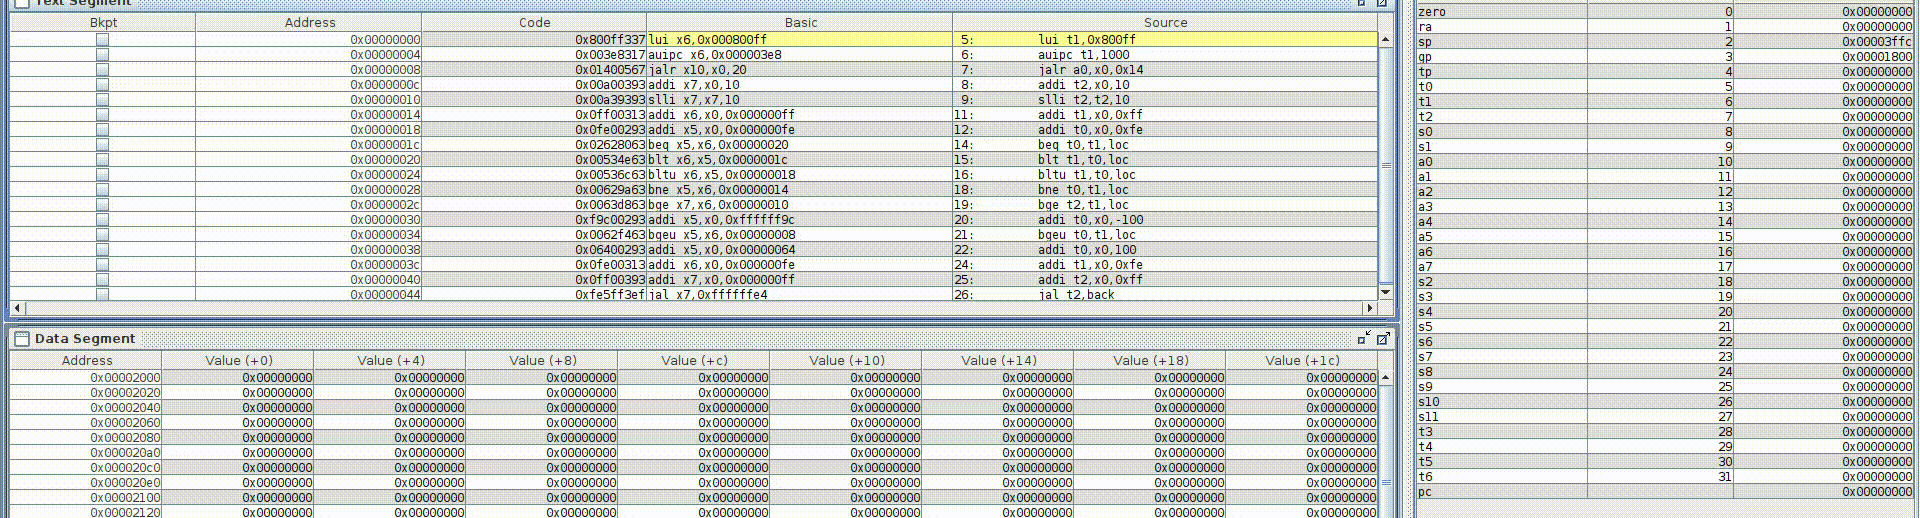 Text Segment
Bkpt Address Code Basic Source
0x00000000 0x800ff337 lui x6,0x000800ff 5: lui t1,0x800ff
0x00000004 0x003e8317 auipc x6,0x000003e8 6: auipc t1,1000
0x00000008 0x01400567 jalr x10,x0,20 7: jalr a0,x0,0x14
0x0000000c 0x00a00393 addi x7,x0,10 8: addi t2,x0,10
0x00000010 0x00a39393 slli x7,x7,10 9: slli t2,t2,10
0x00000014 0x0ff00313 addi x6,x0,0x000000ff 11: addi t1,x0,0xff
0x00000018 0x0fe00293 addi x5,x0,0x000000fe 12: addi t0,x0,0xfe
0x0000001c 0x02628063 beq x5,x6,0x00000020 14: beq t0,t1,loc
0x00000020 0x00534e63 blt x6,x5,0x0000001c 15: blt t1,t0,loc
0x00000024 0x00536c63 bltu x6,x5,0x00000018 16: bltu t1,t0,loc
0x00000028 0x00629a63 bne x5,x6,0x00000014 18: bne t0,t1,loc
0x0000002c 0x0063d863 bge x7,x6,0x00000010 19: bge t2,t1,loc
0x00000030 0xf9c00293 addi x5,x0,0xffffff9c 20: addi t0,x0,-100
0x00000034 0x0062f463 bgeu x5,x6,0x00000008 21: bgeu t0,t1,loc
0x00000038 0x06400293 addi x5,x0,0x00000064 22: addi t0,x0,100
0x0000003c 0x0fe00313 addi x6,x0,0x000000fe 24: addi t1,x0,0xfe
0x00000040 0x0ff00393 addi x7,x0,0x000000ff 25: addi t2,x0,0xff
0x00000044 0xfe5ff3ef jal x7,0xffffffe4 26: jal t2,back
Data Segment
Address Value (+0) Value (+4) Value (+8) Value (+c) Value (+10) Value (+14) Value (+18) Value (+1c)
0x00002000 0x00000000 0x00000000 0x00000000 0x00000000 0x00000000 0x00000000 0x00000000 0x00000000
0x00002020 0x00000000 0x00000000 0x00000000 0x00000000 0x00000000 0x00000000 0x00000000 0x00000000
0x00002040 0x00000000 0x00000000 0x00000000 0x00000000 0x00000000 0x00000000 0x00000000 0x00000000
0x00002060 0x00000000 0x00000000 0x00000000 0x00000000 0x00000000 0x00000000 0x00000000 0x00000000
0x00002080 0x00000000 0x00000000 0x00000000 0x00000000 0x00000000 0x00000000 0x00000000 0x00000000
0x000020a0 0x00000000 0x00000000 0x00000000 0x00000000 0x00000000 0x00000000 0x00000000 0x00000000
0x000020c0 0x00000000 0x00000000 0x00000000 0x00000000 0x00000000 0x00000000 0x00000000 0x00000000
0x000020e0 0x00000000 0x00000000 0x00000000 0x00000000 0x00000000 0x00000000 0x00000000 0x00000000
0x00002100 0x00000000 0x00000000 0x00000000 0x00000000 0x00000000 0x00000000 0x00000000 0x00000000
0x00002120 0x00000000 0x00000000 0x00000000 0x00000000 0x00000000 0x00000000 0x00000000 0x00000000
zero 0 0x00000000
ra 1 0x00000000
sp 2 0x00003ffc
gp 3 0x00001800
tp 4 0x00000000
t0 5 0x00000000
t1 6 0x00000000
t2 7 0x00000000
s0 8 0x00000000
s1 9 0x00000000
a0 10 0x00000000
a1 11 0x00000000
a2 12 0x00000000
a3 13 0x00000000
a4 14 0x00000000
a5 15 0x00000000
a6 16 0x00000000
a7 17 0x00000000
s2 18 0x00000000
s3 19 0x00000000
s4 20 0x00000000
s5 21 0x00000000
s6 22 0x00000000
s7 23 0x00000000
s8 24 0x00000000
s9 25 0x00000000
s10 26 0x00000000
s11 27 0x00000000
t3 28 0x00000000
t4 29 0x00000000
t5 30 0x00000000
t6 31 0x00000000
pc 0x00000000